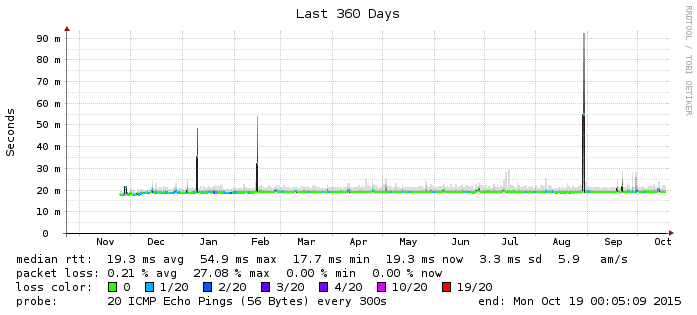 Last 360 Days
RRDTOOL / TOBI OETIKER
Seconds
90 m
80 m
70 m
60 m
50 m
40 m
30 m
20 m
10 m
0
Nov Dec Jan Feb Mar Apr May Jun Jul Aug Sep Oct
median rtt: 19.3 ms avg 54.9 ms max 17.7 ms min 19.3 ms now 3.3 ms sd 5.9 am/s
packet loss: 0.21 % avg 27.08 % max 0.00 % min 0.00 % now
loss color: 0 1/20 2/20 3/20 4/20 10/20 19/20
probe: 20 ICMP Echo Pings (56 Bytes) every 300s end: Mon Oct 19 00:05:09 2015